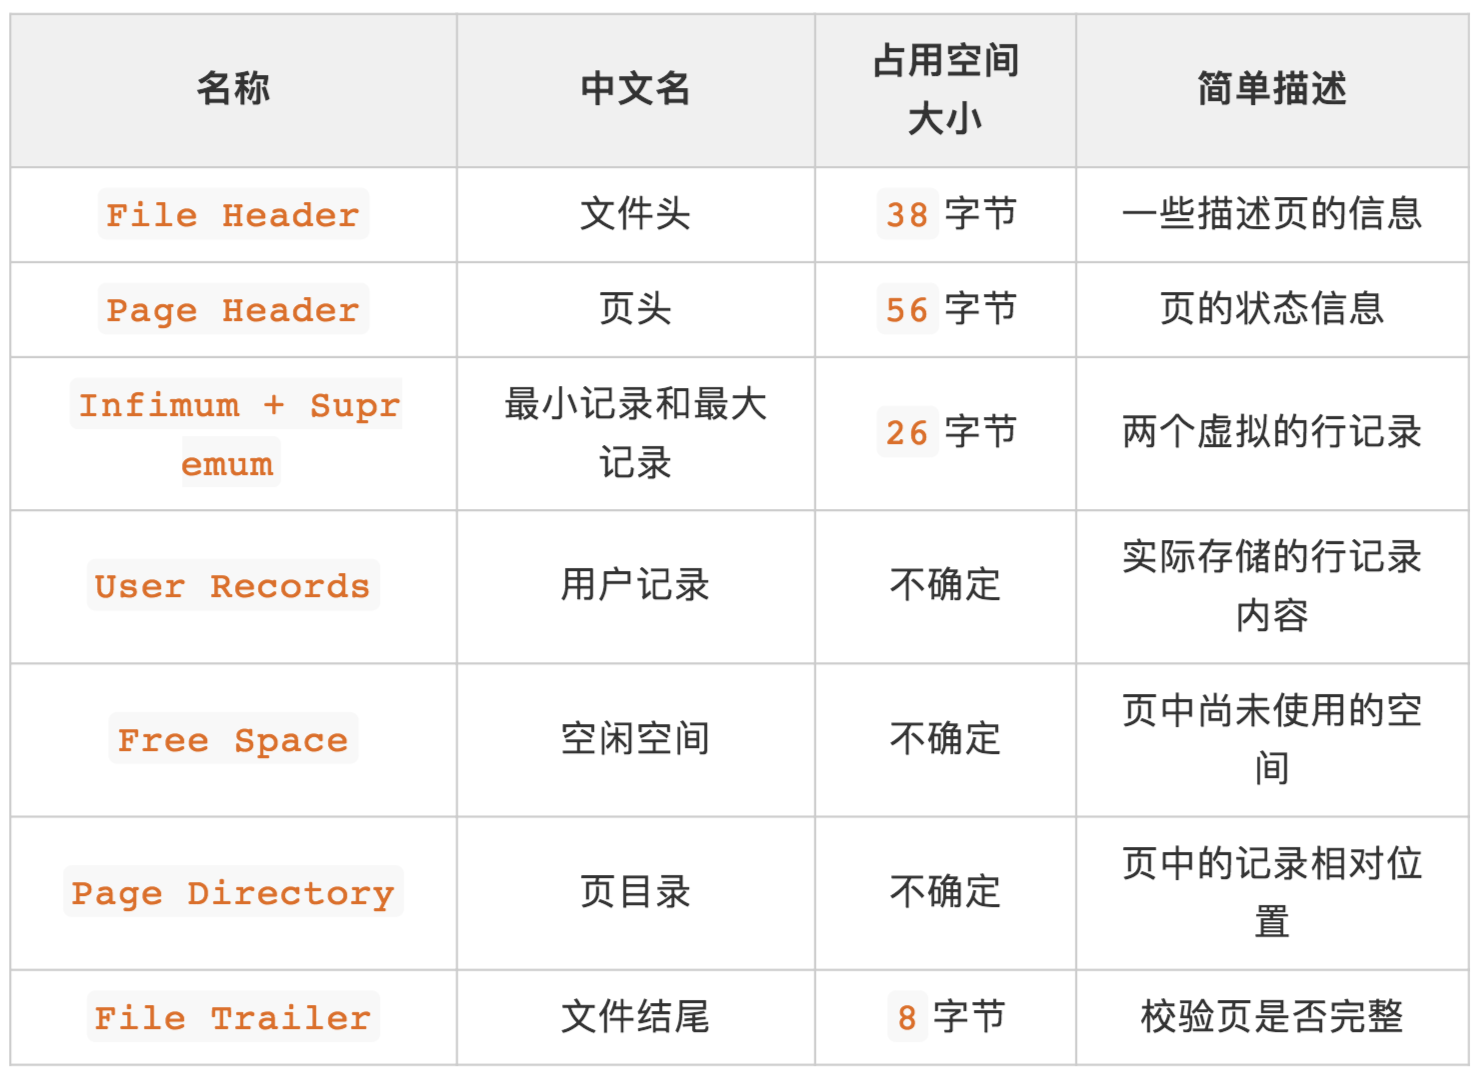 名称
中文名
占用空间
大小
简单描述
File Header
文件头
38 字节
一些描述页的信息
Page Header
页头
56 字节
页的状态信息
Infimum + Supr
emum
最小记录和最大
记录
26 字节
两个虚拟的行记录
User Records
用户记录
不确定
实际存储的行记录
内容
Free Space
空闲空间
不确定
页中尚未使用的空
间
Page Directory
页目录
不确定
页中的记录相对位
置
File Trailer
文件结尾
8 字节
校验页是否完整